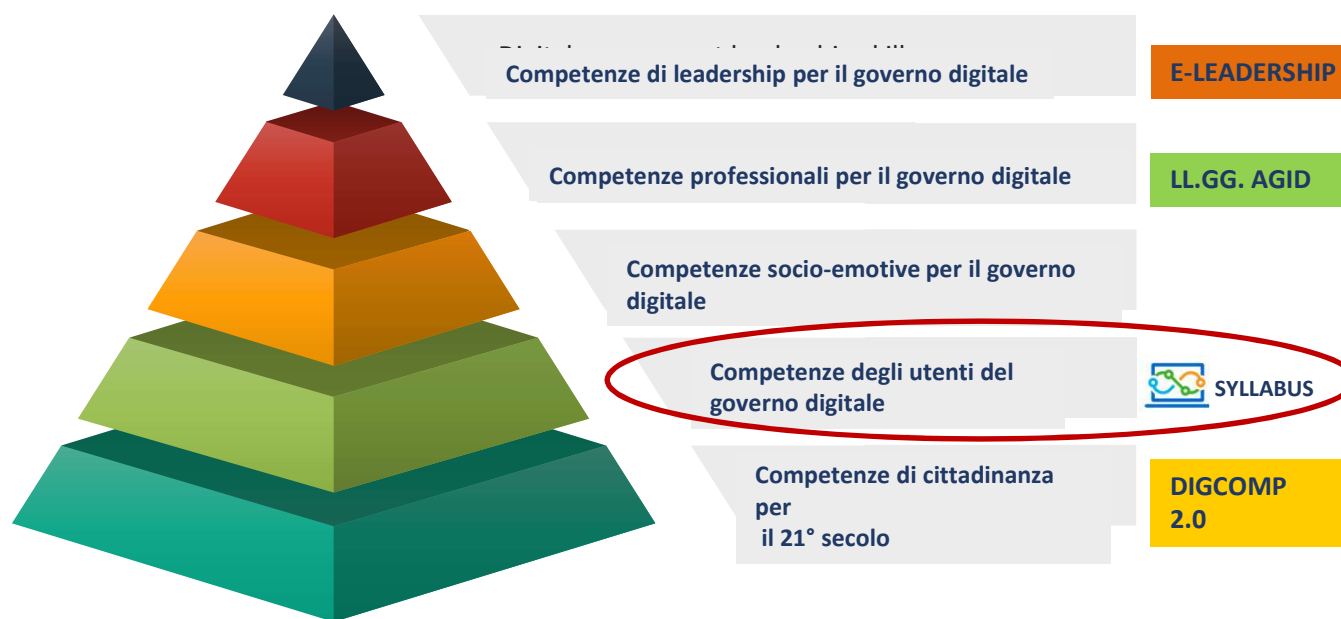 Competenze di leadership per il governo digitale
E-LEADERSHIP
Competenze professionali per il governo digitale
LL.GG. AGID
Competenze socio-emotive per il governo
digitale
Competenze degli utenti del
governo digitale
SYLLABUS
Competenze di cittadinanza
per
il 21° secolo
DIGCOMP
2.0